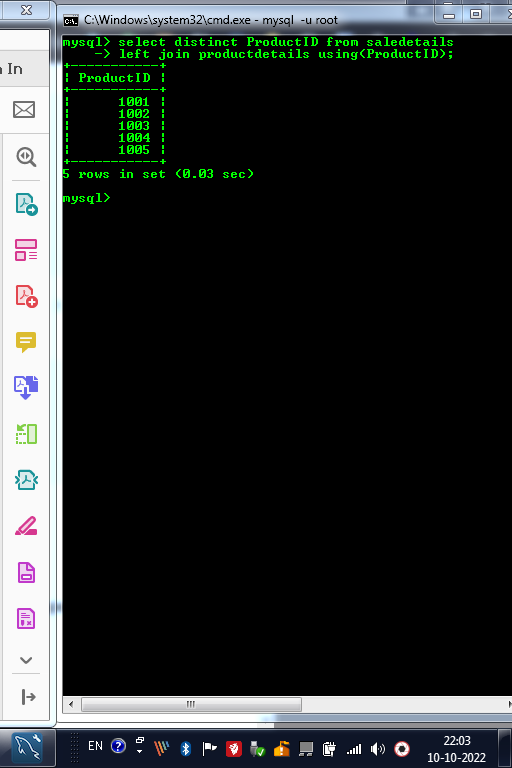 C:\Windows\system32\cmd.exe - mysql -u root
n In
mysql> select distinct ProductID from saledetails
    -> left join productdetails using(ProductID);
+-----------+
| ProductID |
+-----------+
|      1001 |
|      1002 |
|      1003 |
|      1004 |
|      1005 |
+-----------+
5 rows in set (0.03 sec)
mysql>
EN
22:03
10-10-2022